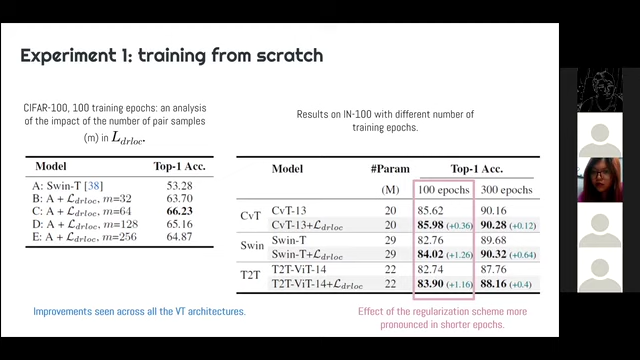 Experiment 1: training from scratch
CIFAR-100, 100 training epochs: an analysis
of the impact of the number of pair samples
(m) in L_drloc.
Model Top-1 Acc.
A: Swin-T [38] 53.28
B: A + ℒ_drloc, m=32 63.70
C: A + ℒ_drloc, m=64 66.23
D: A + ℒ_drloc, m=128 65.16
E: A + ℒ_drloc, m=256 64.87
Results on IN-100 with different number of
training epochs.
Model #Param Top-1 Acc.
(M) 100 epochs 300 epochs
CvT
CvT-13 20 85.62 90.16
CvT-13+ℒ_drloc 20 85.98 (+0.36) 90.28 (+0.12)
Swin
Swin-T 29 82.76 89.68
Swin-T+ℒ_drloc 29 84.02 (+1.26) 90.32 (+0.64)
T2T
T2T-ViT-14 22 82.74 87.76
T2T-ViT-14+ℒ_drloc 22 83.90 (+1.16) 88.16 (+0.4)
Improvements seen across all the VT architectures.
Effect of the regularization scheme more
pronounced in shorter epochs.